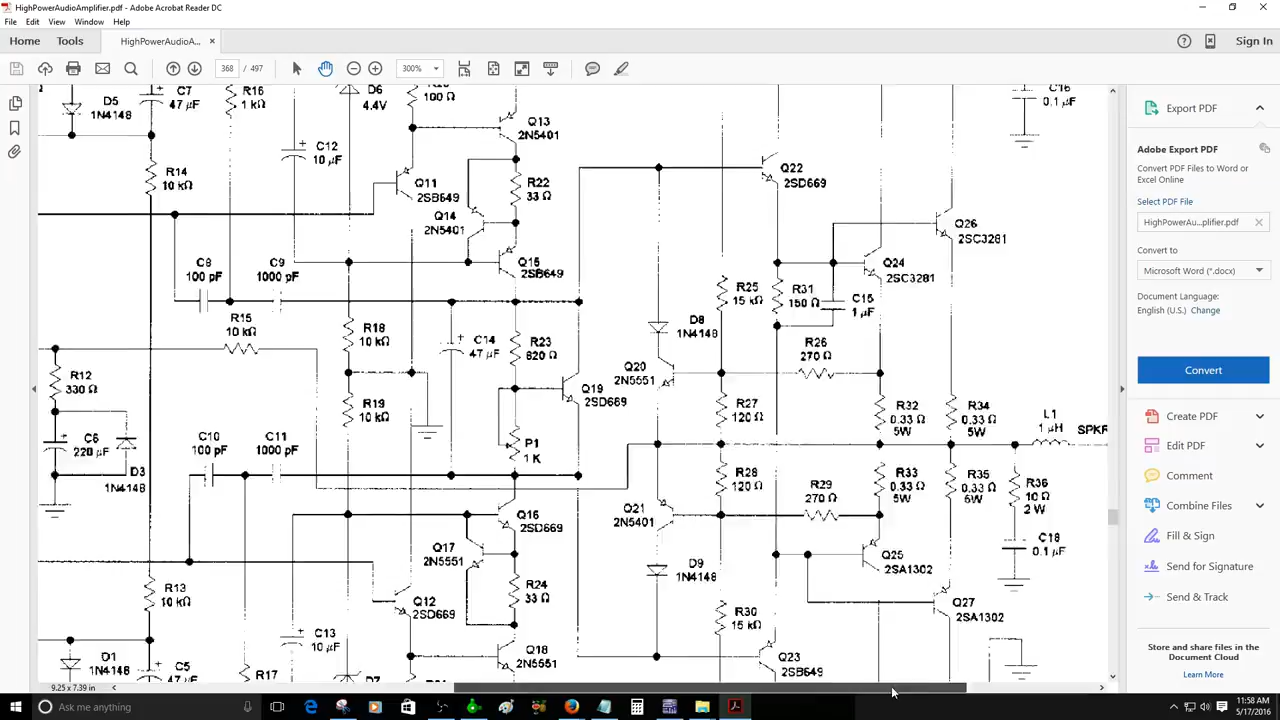 HighPowerAudioAmplifier.pdf - Adobe Acrobat Reader DC
File Edit View Window Help
Home Tools HighPowerAudioA... × Sign In
368 / 497 300%
Export PDF
Adobe Export PDF
Convert PDF Files to Word or Excel Online
Select PDF File
HighPowerAu...plifier.pdf ×
Convert to
Microsoft Word (*.docx)
Document Language:
English (U.S.) Change
Convert
Create PDF
Edit PDF
Comment
Combine Files
Fill & Sign
Send for Signature
Send & Track
Store and share files in the Document Cloud
Learn More
D5
1N4148
C7
47 µF
R16
1 kΩ
D6
4.4V
100 Ω
Q13
2N5401
C16
0.1 µF
C12
10 µF
R14
10 kΩ
Q11
2SB649
R22
33 Ω
Q14
2N5401
Q15
2SB649
Q22
2SD669
Q26
2SC3281
Q24
2SC3281
C8
100 pF
C9
1000 pF
R25
15 kΩ
R31
150 Ω
C15
1 µF
R15
10 kΩ
R18
10 kΩ
C14
47 µF
R23
820 Ω
D8
1N4148
R26
270 Ω
Q20
2N5551
R12
330 Ω
Q19
2SD669
R19
10 kΩ
R27
120 Ω
R32
0.33 Ω
5W
R34
0.33 Ω
5W
L1
1 µH
SPKR
C6
220 µF
D3
1N4148
C10
100 pF
C11
1000 pF
P1
1 K
R28
120 Ω
R29
270 Ω
R33
0.33 Ω
5W
R35
0.33 Ω
5W
R36
10 Ω
2 W
Q16
2SD669
Q21
2N5401
Q17
2N5551
C18
0.1 µF
Q25
2SA1302
D9
1N4148
R13
10 kΩ
Q12
2SD669
R24
33 Ω
R30
15 kΩ
Q27
2SA1302
C13
10 µF
Q18
2N5551
D1
1N4148
C5
47 µF
R17
Q23
2SB649
9.25 x 7.39 in
Ask me anything
11:58 AM
5/17/2016